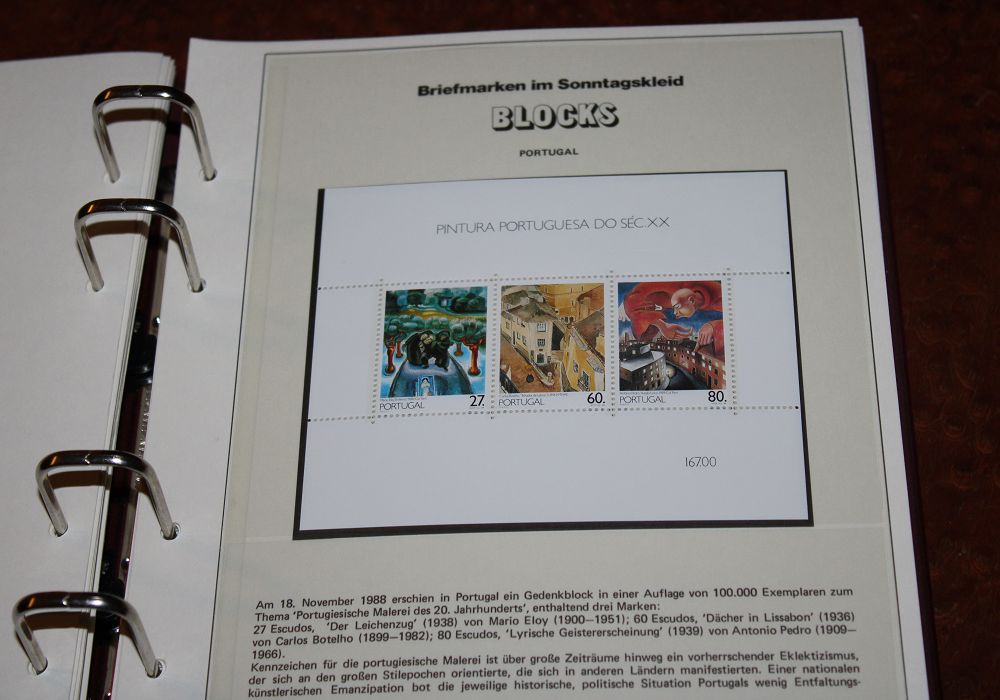 Briefmarken im Sonntagskleid
BLOCKS
PORTUGAL
PINTURA PORTUGUESA DO SÉC.XX
PORTUGAL 27.
PORTUGAL 60.
PORTUGAL 80.
167.00
Am 18. November 1988 erschien in Portugal ein Gedenkblock in einer Auflage von 100.000 Exemplaren zum
Thema 'Portugiesische Malerei des 20. Jahrhunderts', enthaltend drei Marken:
27 Escudos, 'Der Leichenzug' (1938) von Mario Eloy (1900—1951); 60 Escudos, 'Dächer in Lissabon' (1936)
von Carlos Botelho (1899—1982); 80 Escudos, 'Lyrische Geistererscheinung' (1939) von Antonio Pedro (1909—
1966).
Kennzeichen für die portugiesische Malerei ist über große Zeiträume hinweg ein vorherrschender Eklektizismus,
der sich an den großen Stilepochen orientierte, die sich in anderen Ländern manifestierten. Einer nationalen
künstlerischen Emanzipation bot die jeweilige historische, politische Situation Portugals wenig Entfaltungs-